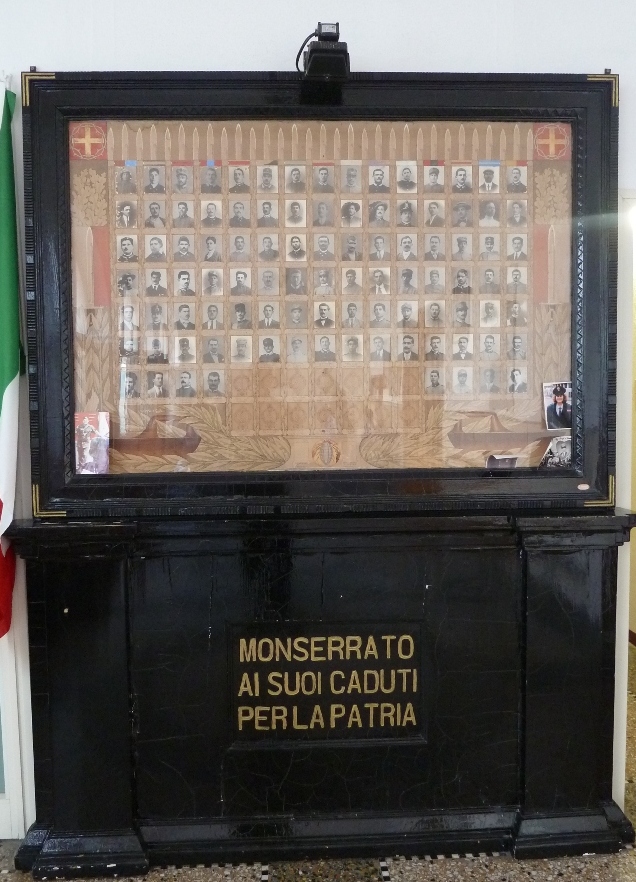 MONSERRATO
AI SUOI CADUTI
PER LA PATRIA